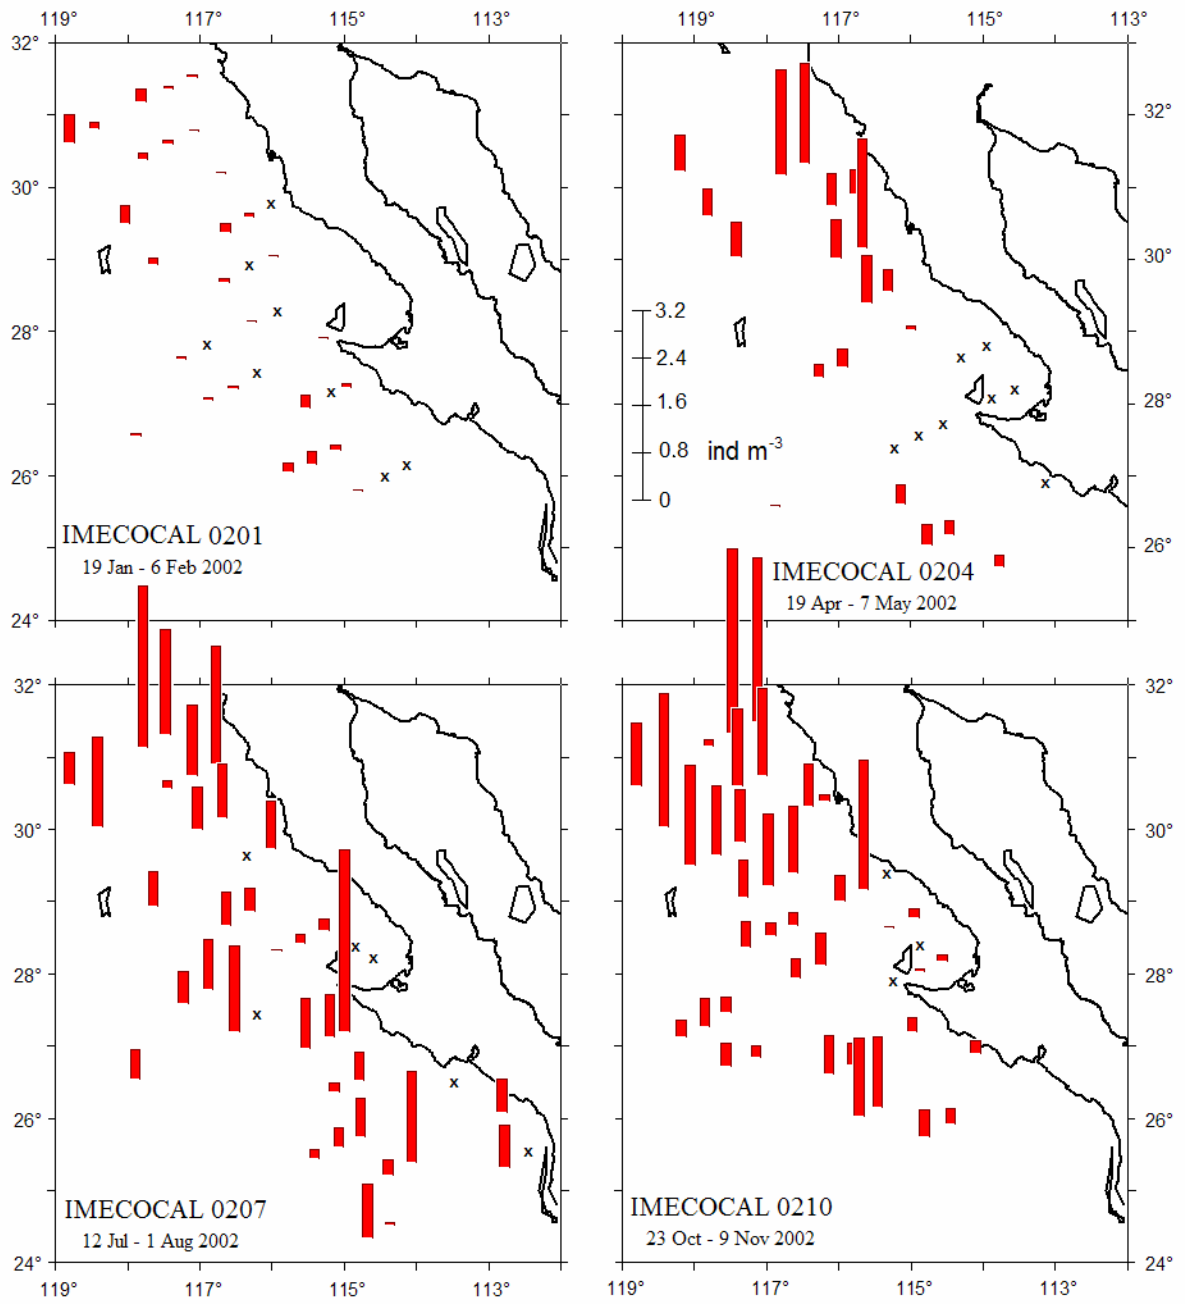 119° 117° 115° 113°
119° 117° 115° 113°
32°
30°
28°
26°
24°
x
x
x
x
x
x
x
x
IMECOCAL 0201
19 Jan - 6 Feb 2002
32°
30°
28°
26°
3.2
2.4
1.6
0.8
0
ind m-3
x
x
x
x
x
x
x
x
IMECOCAL 0204
19 Apr - 7 May 2002
32°
30°
28°
26°
24°
x
x
x
x
x
x
IMECOCAL 0207
12 Jul - 1 Aug 2002
119° 117° 115° 113°
32°
30°
28°
26°
24°
x
x
x
IMECOCAL 0210
23 Oct - 9 Nov 2002
119° 117° 115° 113°